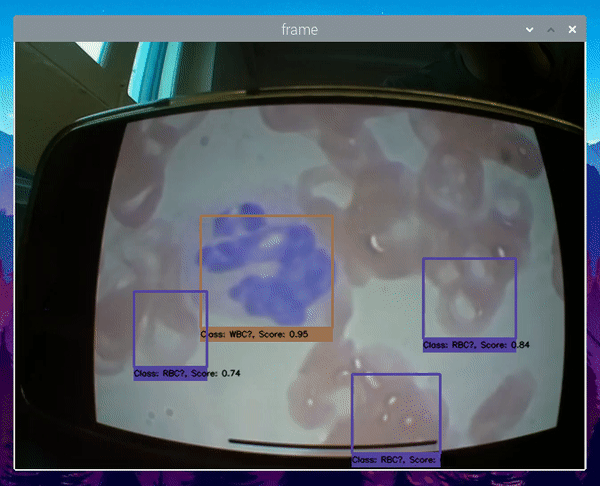 frame
Class: WBC?, Score: 0.95
Class: RBC?, Score: 0.84
Class: RBC?, Score: 0.74
Class: RBC?, Score: